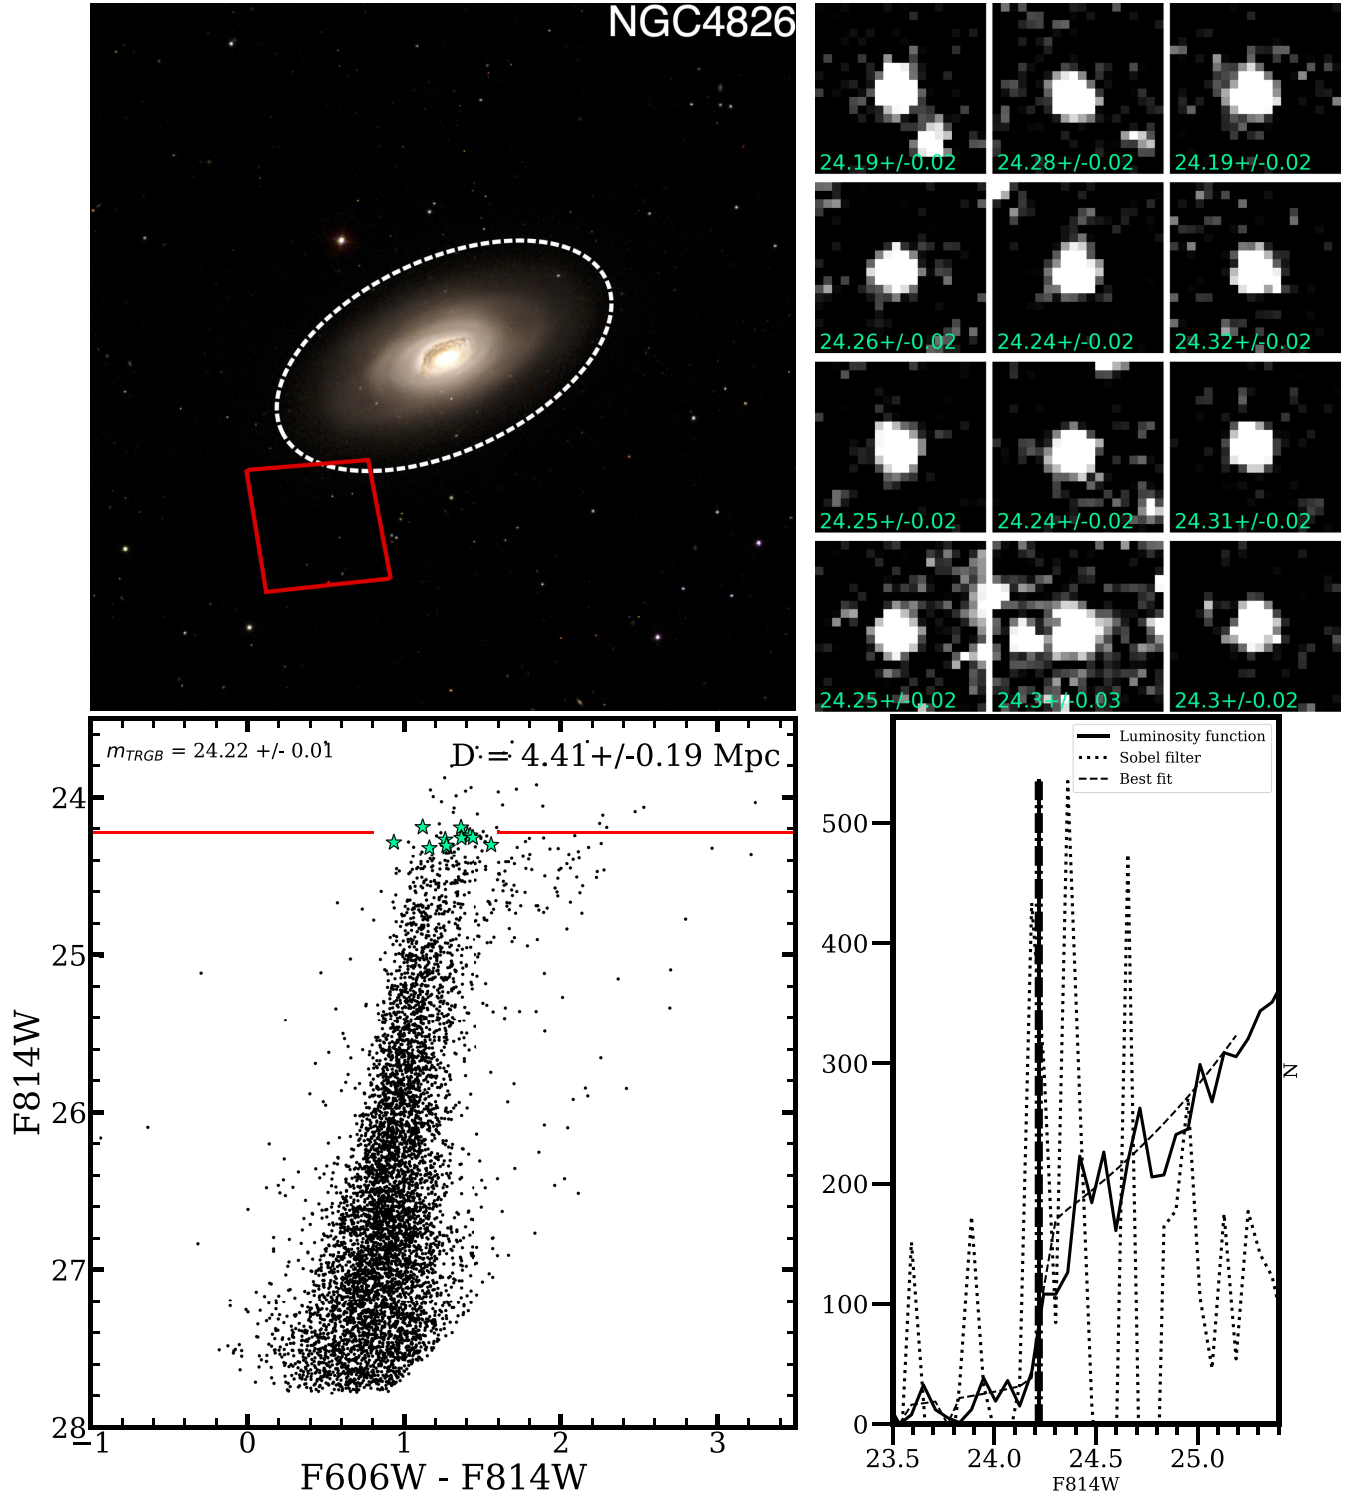 NGC4826
24.19+/-0.02 24.28+/-0.02 24.19+/-0.02
24.26+/-0.02 24.24+/-0.02 24.32+/-0.02
24.25+/-0.02 24.24+/-0.02 24.31+/-0.02
24.25+/-0.02 24.3+/-0.03 24.3+/-0.02
m_TRGB = 24.22 +/- 0.01
D = 4.41+/-0.19 Mpc
24
25
26
27
28
F814W
−1 0 1 2 3
F606W - F814W
Luminosity function
Sobel filter
Best fit
500
400
300
200
100
0
N
23.5 24.0 24.5 25.0
F814W